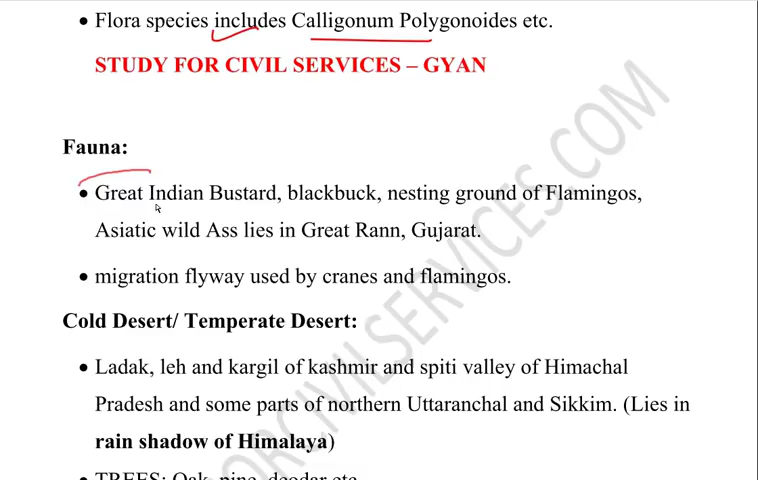 • Flora species includes Calligonum Polygonoides etc.
STUDY FOR CIVIL SERVICES – GYAN
Fauna:
• Great Indian Bustard, blackbuck, nesting ground of Flamingos,
Asiatic wild Ass lies in Great Rann, Gujarat.
• migration flyway used by cranes and flamingos.
Cold Desert/ Temperate Desert:
• Ladak, leh and kargil of kashmir and spiti valley of Himachal
Pradesh and some parts of northern Uttaranchal and Sikkim. (Lies in
rain shadow of Himalaya)
• TREES: Oak, pine, deodar etc
ORCIVILSERVICES.COM